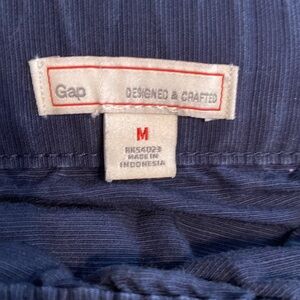 Gap DESIGNED & CRAFTED
M
MADE IN
INDONESIA